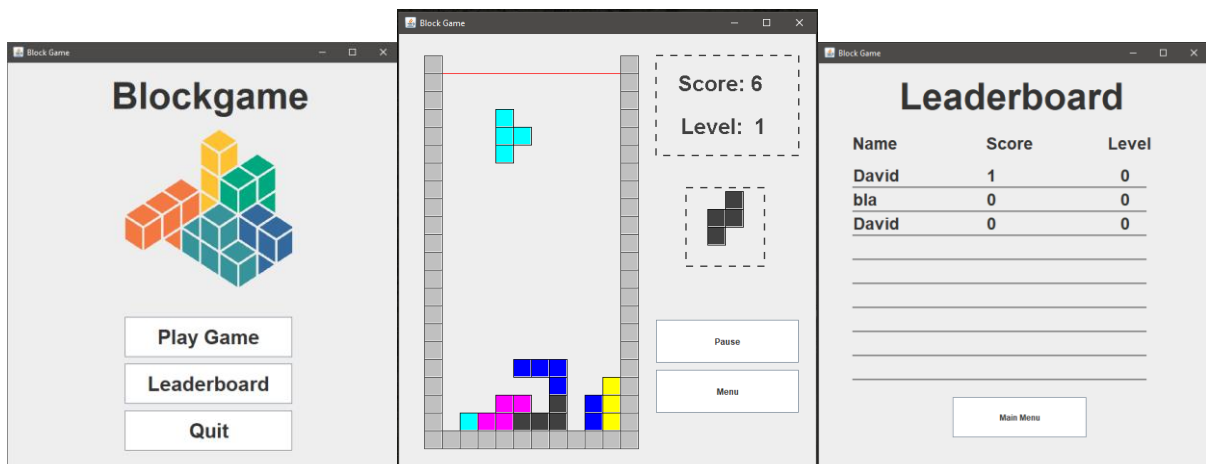 Block Game
Blockgame
Play Game
Leaderboard
Quit
Block Game
Score: 6
Level: 1
Pause
Menu
Block Game
Leaderboard
Name Score Level
David 1 0
bla 0 0
David 0 0
Main Menu